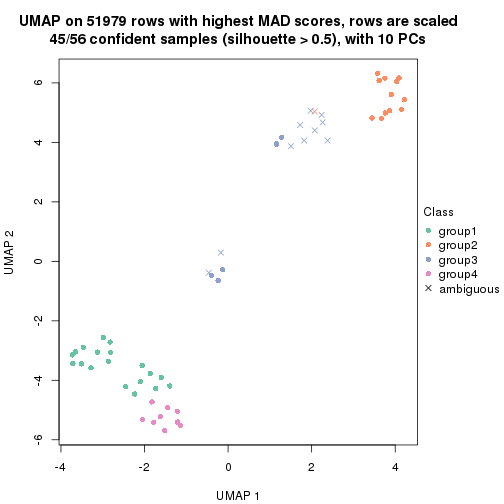 UMAP on 51979 rows with highest MAD scores, rows are scaled
45/56 confident samples (silhouette > 0.5), with 10 PCs
6
4
2
0
-2
-4
-6
UMAP 2
-4
-2
0
2
4
UMAP 1
Class
group1
group2
group3
group4
ambiguous